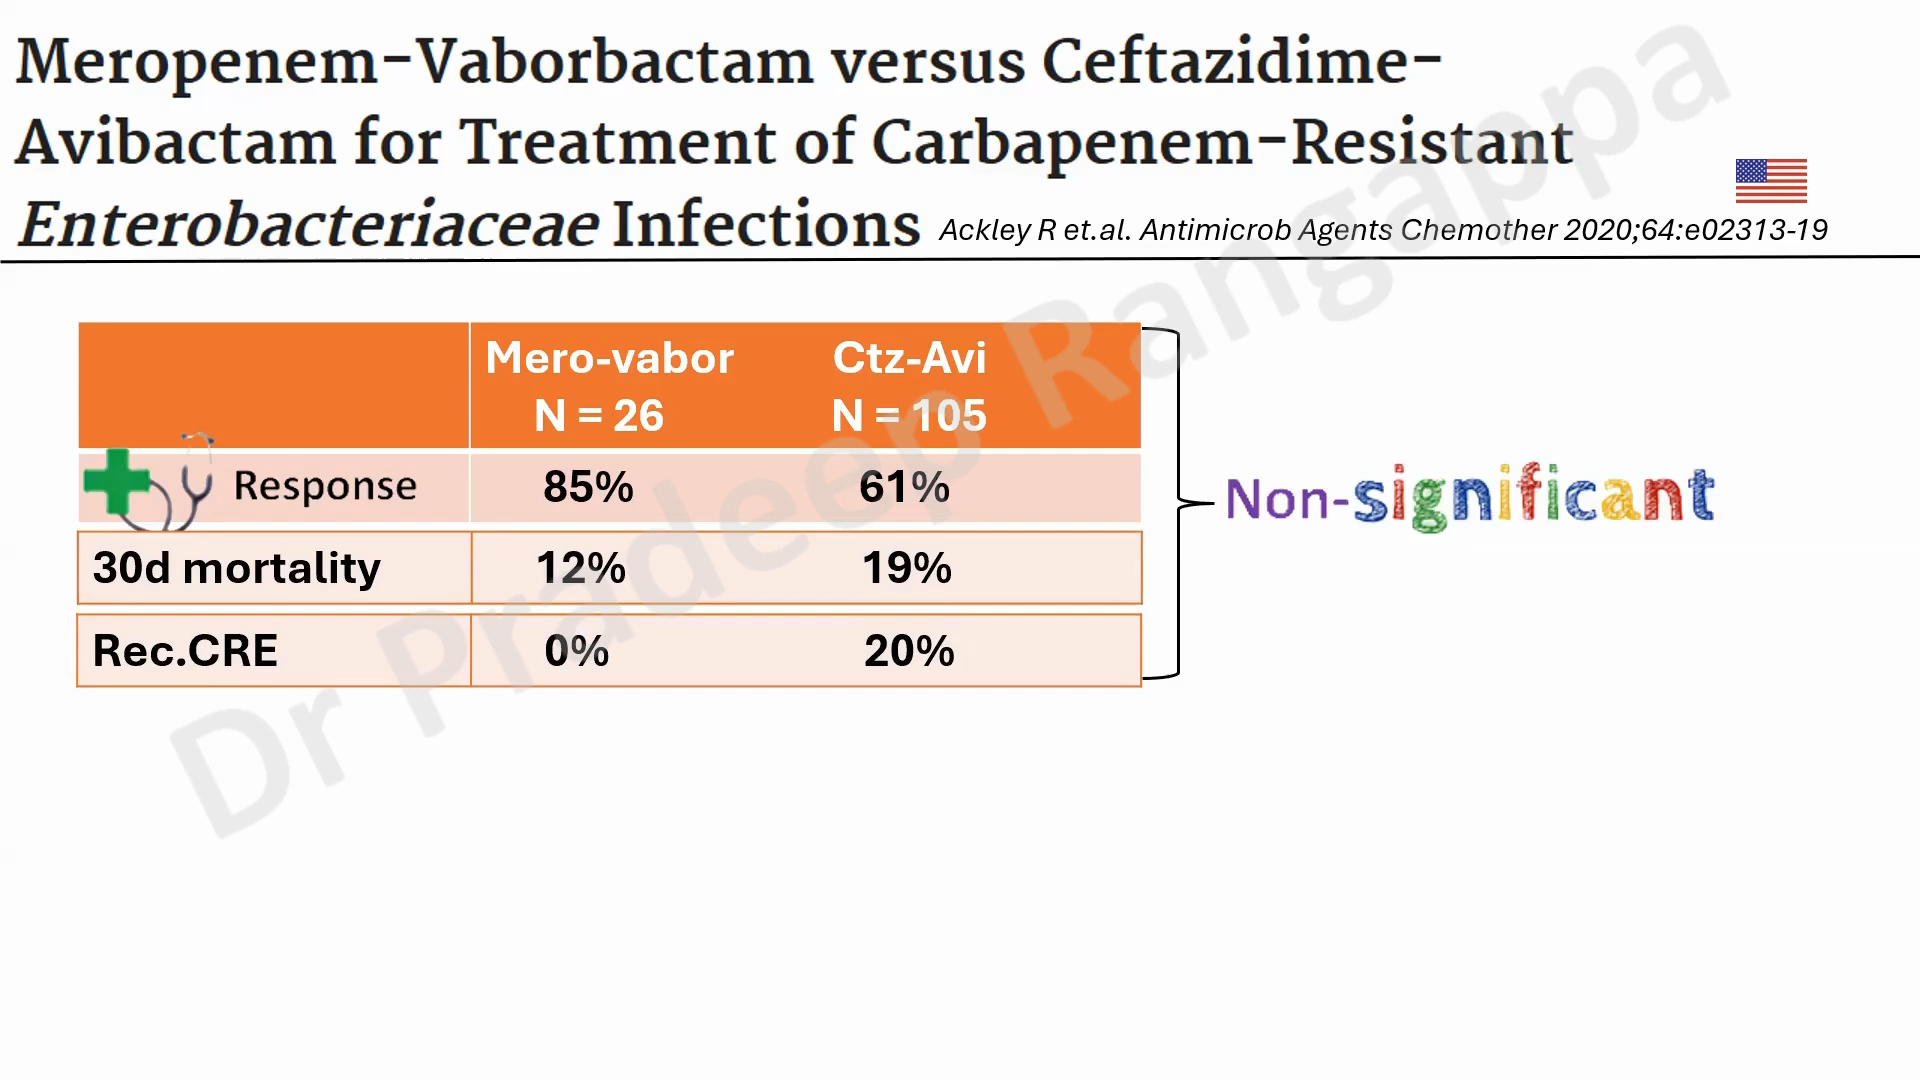 Meropenem-Vaborbactam versus Ceftazidime-
Avibactam for Treatment of Carbapenem-Resistant
Enterobacteriaceae Infections Ackley R et.al. Antimicrob Agents Chemother 2020;64:e02313-19
Mero-vabor Ctz-Avi
N = 26 N = 105
Response 85% 61%
Non-significant
30d mortality 12% 19%
Rec.CRE 0% 20%
Dr Pradeep Rangappa